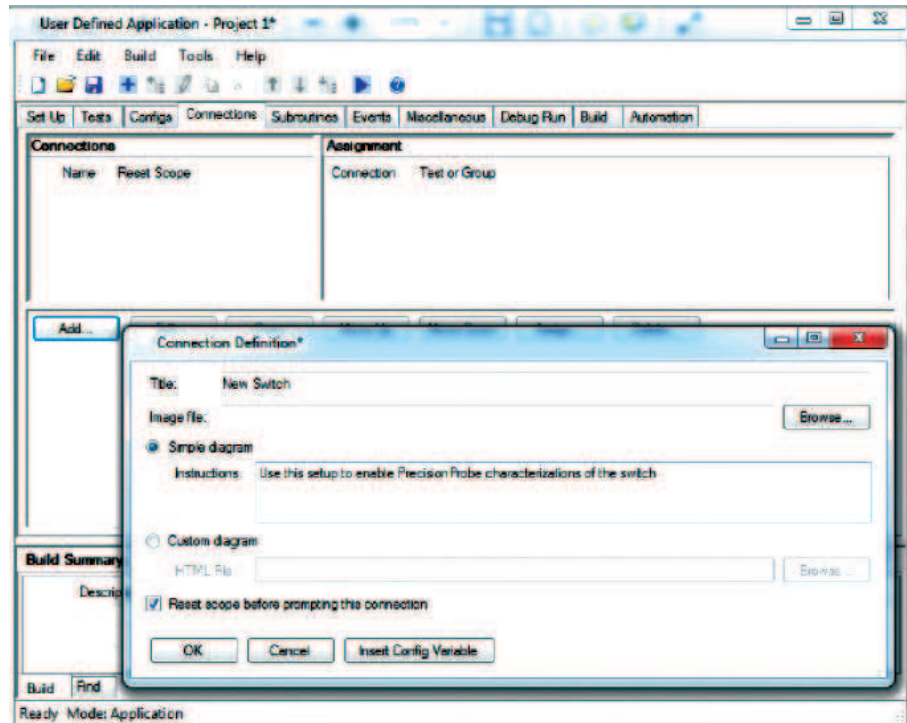 User Defined Application - Project 1*
File Edit Build Tools Help
Set Up Tests Configs Connections Subroutines Events Miscellaneous Debug Run Build Automation
Connections
Name Reset Scope
Assignment
Connection Test or Group
Add...
Connection Definition*
Title: New Switch
Image file:
Browse...
Simple diagram
Instructions: Use this setup to enable Precision Probe characterizations of the switch
Custom diagram
HTML File
Browse...
Reset scope before prompting this connection
OK Cancel Insert Config Variable
Build Summary
Descrip
Build Find
Ready Mode: Application